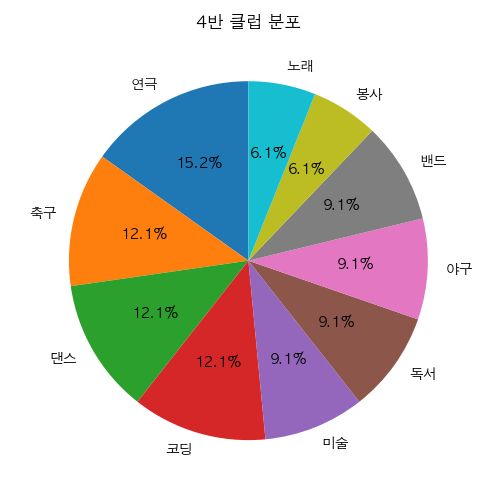 4반 클럽 분포
노래
봉사
연극
밴드
축구
야구
댄스
독서
코딩
미술
6.1%
6.1%
15.2%
9.1%
12.1%
9.1%
12.1%
9.1%
12.1%
9.1%